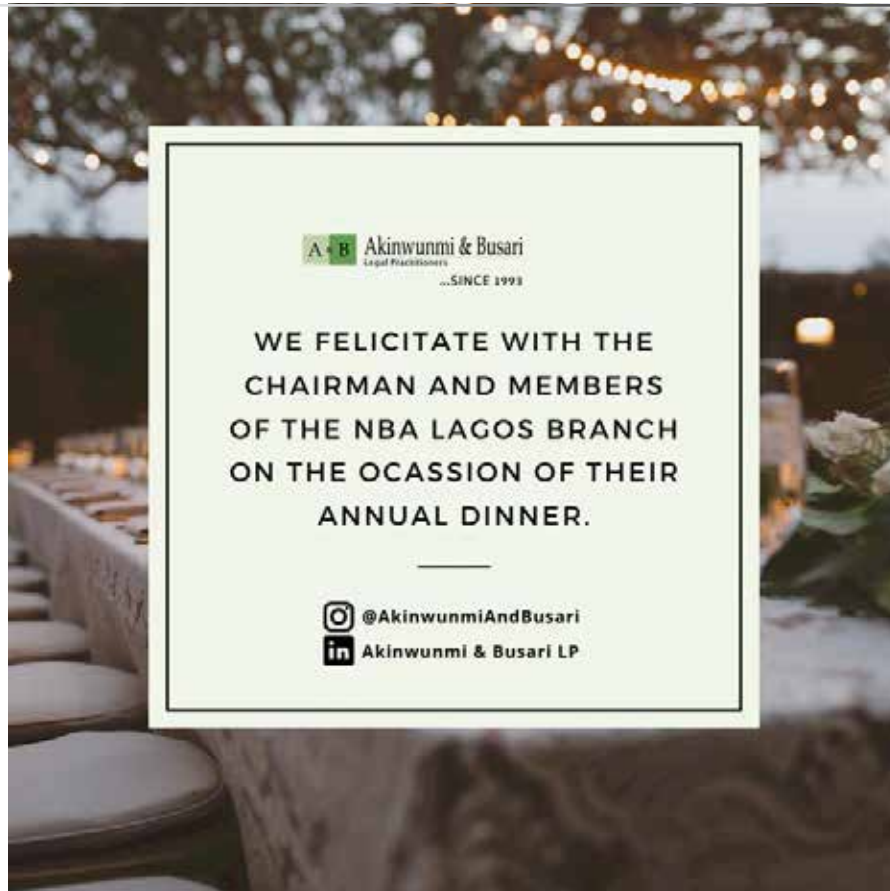 A & B Akinwunmi & Busari
Legal Practitioners
...SINCE 1993
WE FELICITATE WITH THE
CHAIRMAN AND MEMBERS
OF THE NBA LAGOS BRANCH
ON THE OCASSION OF THEIR
ANNUAL DINNER.
@AkinwunmiAndBusari
in Akinwunmi & Busari LP